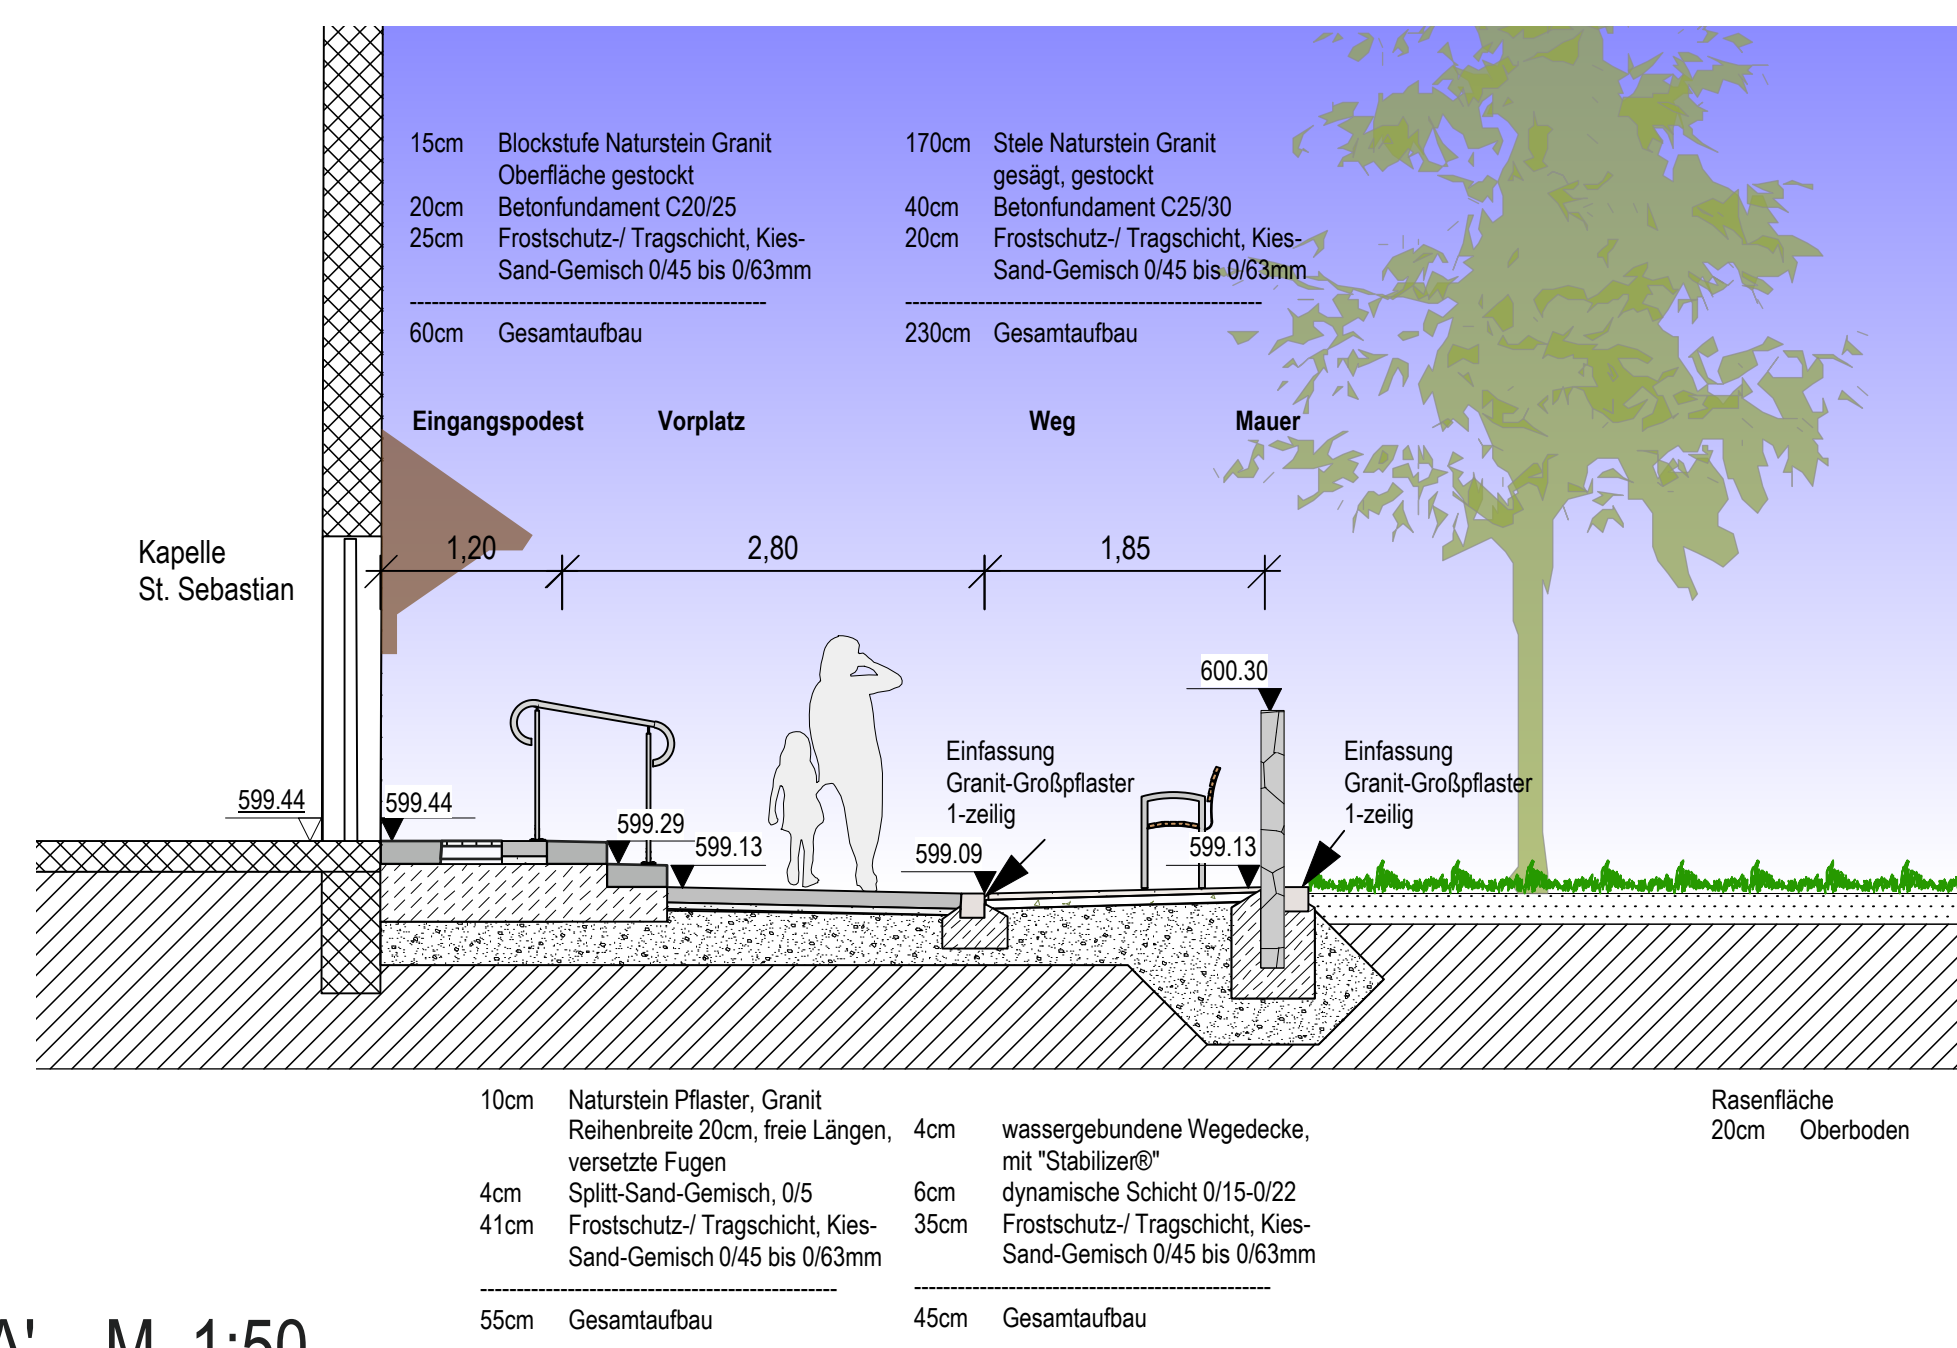 15cm Blockstufe Naturstein Granit
Oberfläche gestockt
20cm Betonfundament C20/25
25cm Frostschutz-/ Tragschicht, Kies-
Sand-Gemisch 0/45 bis 0/63mm
-------------------------------------------------
60cm Gesamtaufbau
170cm Stele Naturstein Granit
gesägt, gestockt
40cm Betonfundament C25/30
20cm Frostschutz-/ Tragschicht, Kies-
Sand-Gemisch 0/45 bis 0/63mm
-------------------------------------------------
230cm Gesamtaufbau
Eingangspodest Vorplatz Weg Mauer
Kapelle
St. Sebastian
1,20 2,80 1,85
600.30
Einfassung
Granit-Großpflaster
1-zeilig
Einfassung
Granit-Großpflaster
1-zeilig
599.44 599.44 599.29 599.13 599.09 599.13
10cm Naturstein Pflaster, Granit
Reihenbreite 20cm, freie Längen,
versetzte Fugen
4cm Splitt-Sand-Gemisch, 0/5
41cm Frostschutz-/ Tragschicht, Kies-
Sand-Gemisch 0/45 bis 0/63mm
-------------------------------------------------
55cm Gesamtaufbau
4cm wassergebundene Wegedecke,
mit "Stabilizer®"
6cm dynamische Schicht 0/15-0/22
35cm Frostschutz-/ Tragschicht, Kies-
Sand-Gemisch 0/45 bis 0/63mm
-------------------------------------------------
45cm Gesamtaufbau
Rasenfläche
20cm Oberboden
A' M 1:50